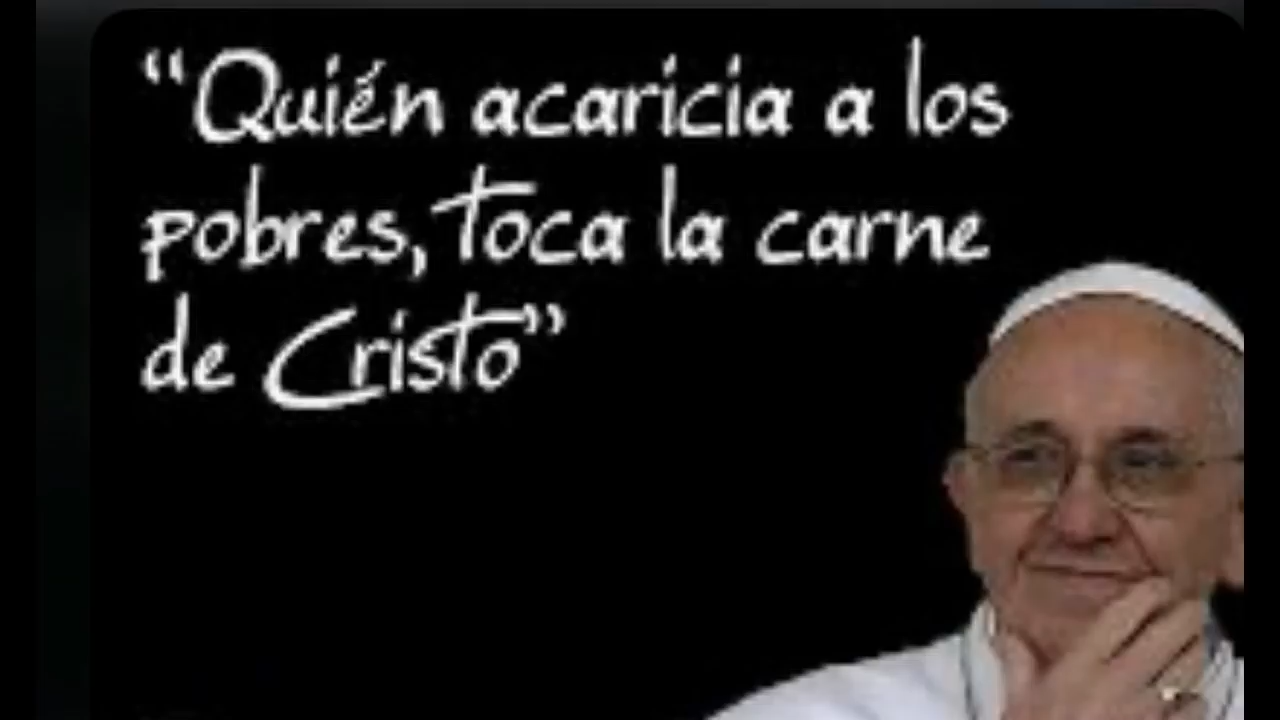 “Quién acaricia a los
pobres, toca la carne
de Cristo”